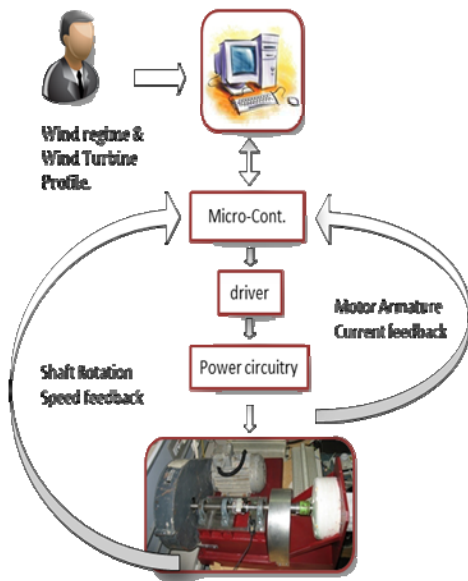 Wind regime &
Wind Turbine
Profile.
Micro-Cont.
driver
Motor Armature
Current feedback
Power circuitry
Shaft Rotation
Speed feedback